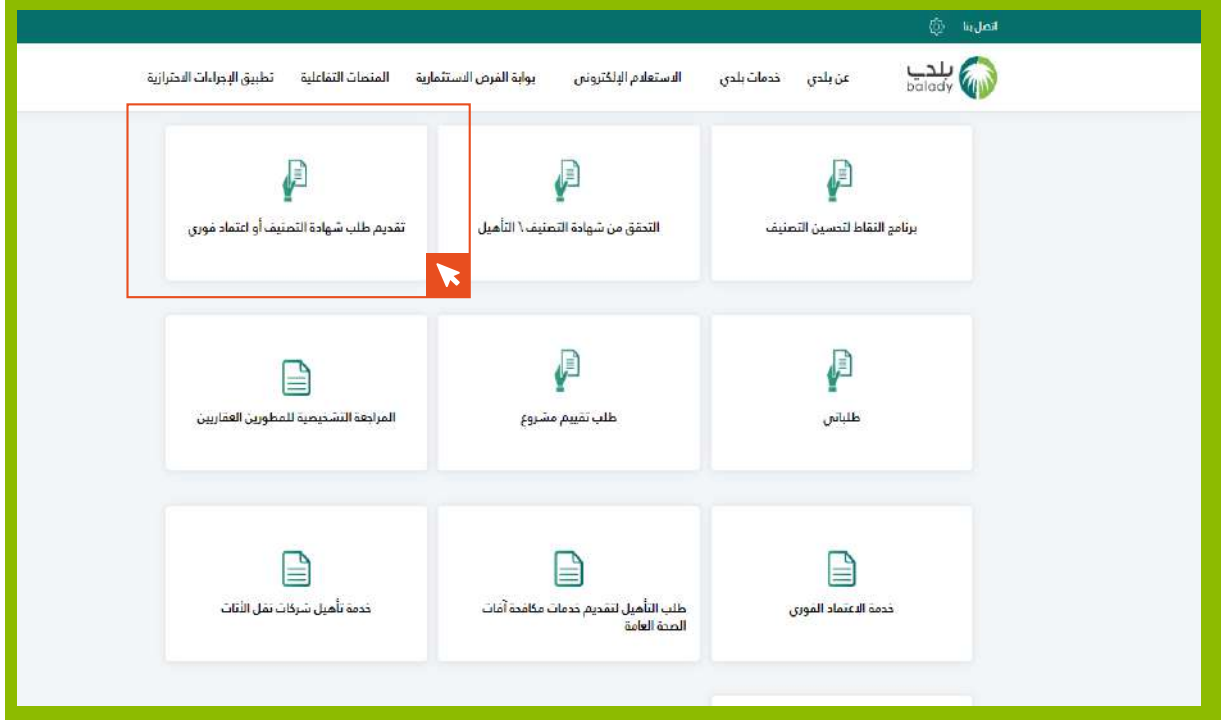 اتصل بنا
بلدي
balady
عن بلدي
خدمات بلدي
الاستعلام الإلكتروني
بوابة الفرص الاستثمارية
المنصات التفاعلية
تطبيق الإجراءات الاحترازية
برنامج النقاط لتحسين التصنيف
التحقق من شهادة التصنيف \ التأهيل
تقديم طلب شهادة التصنيف أو اعتماد فوري
طلباتي
طلب تقييم مشروع
المراجعة التشخيصية للمطورين العقاريين
خدمة الاعتماد الفوري
طلب التأهيل لتقديم خدمات مكافحة آفات
الصحة العامة
خدمة تأهيل شركات نقل الأثاث